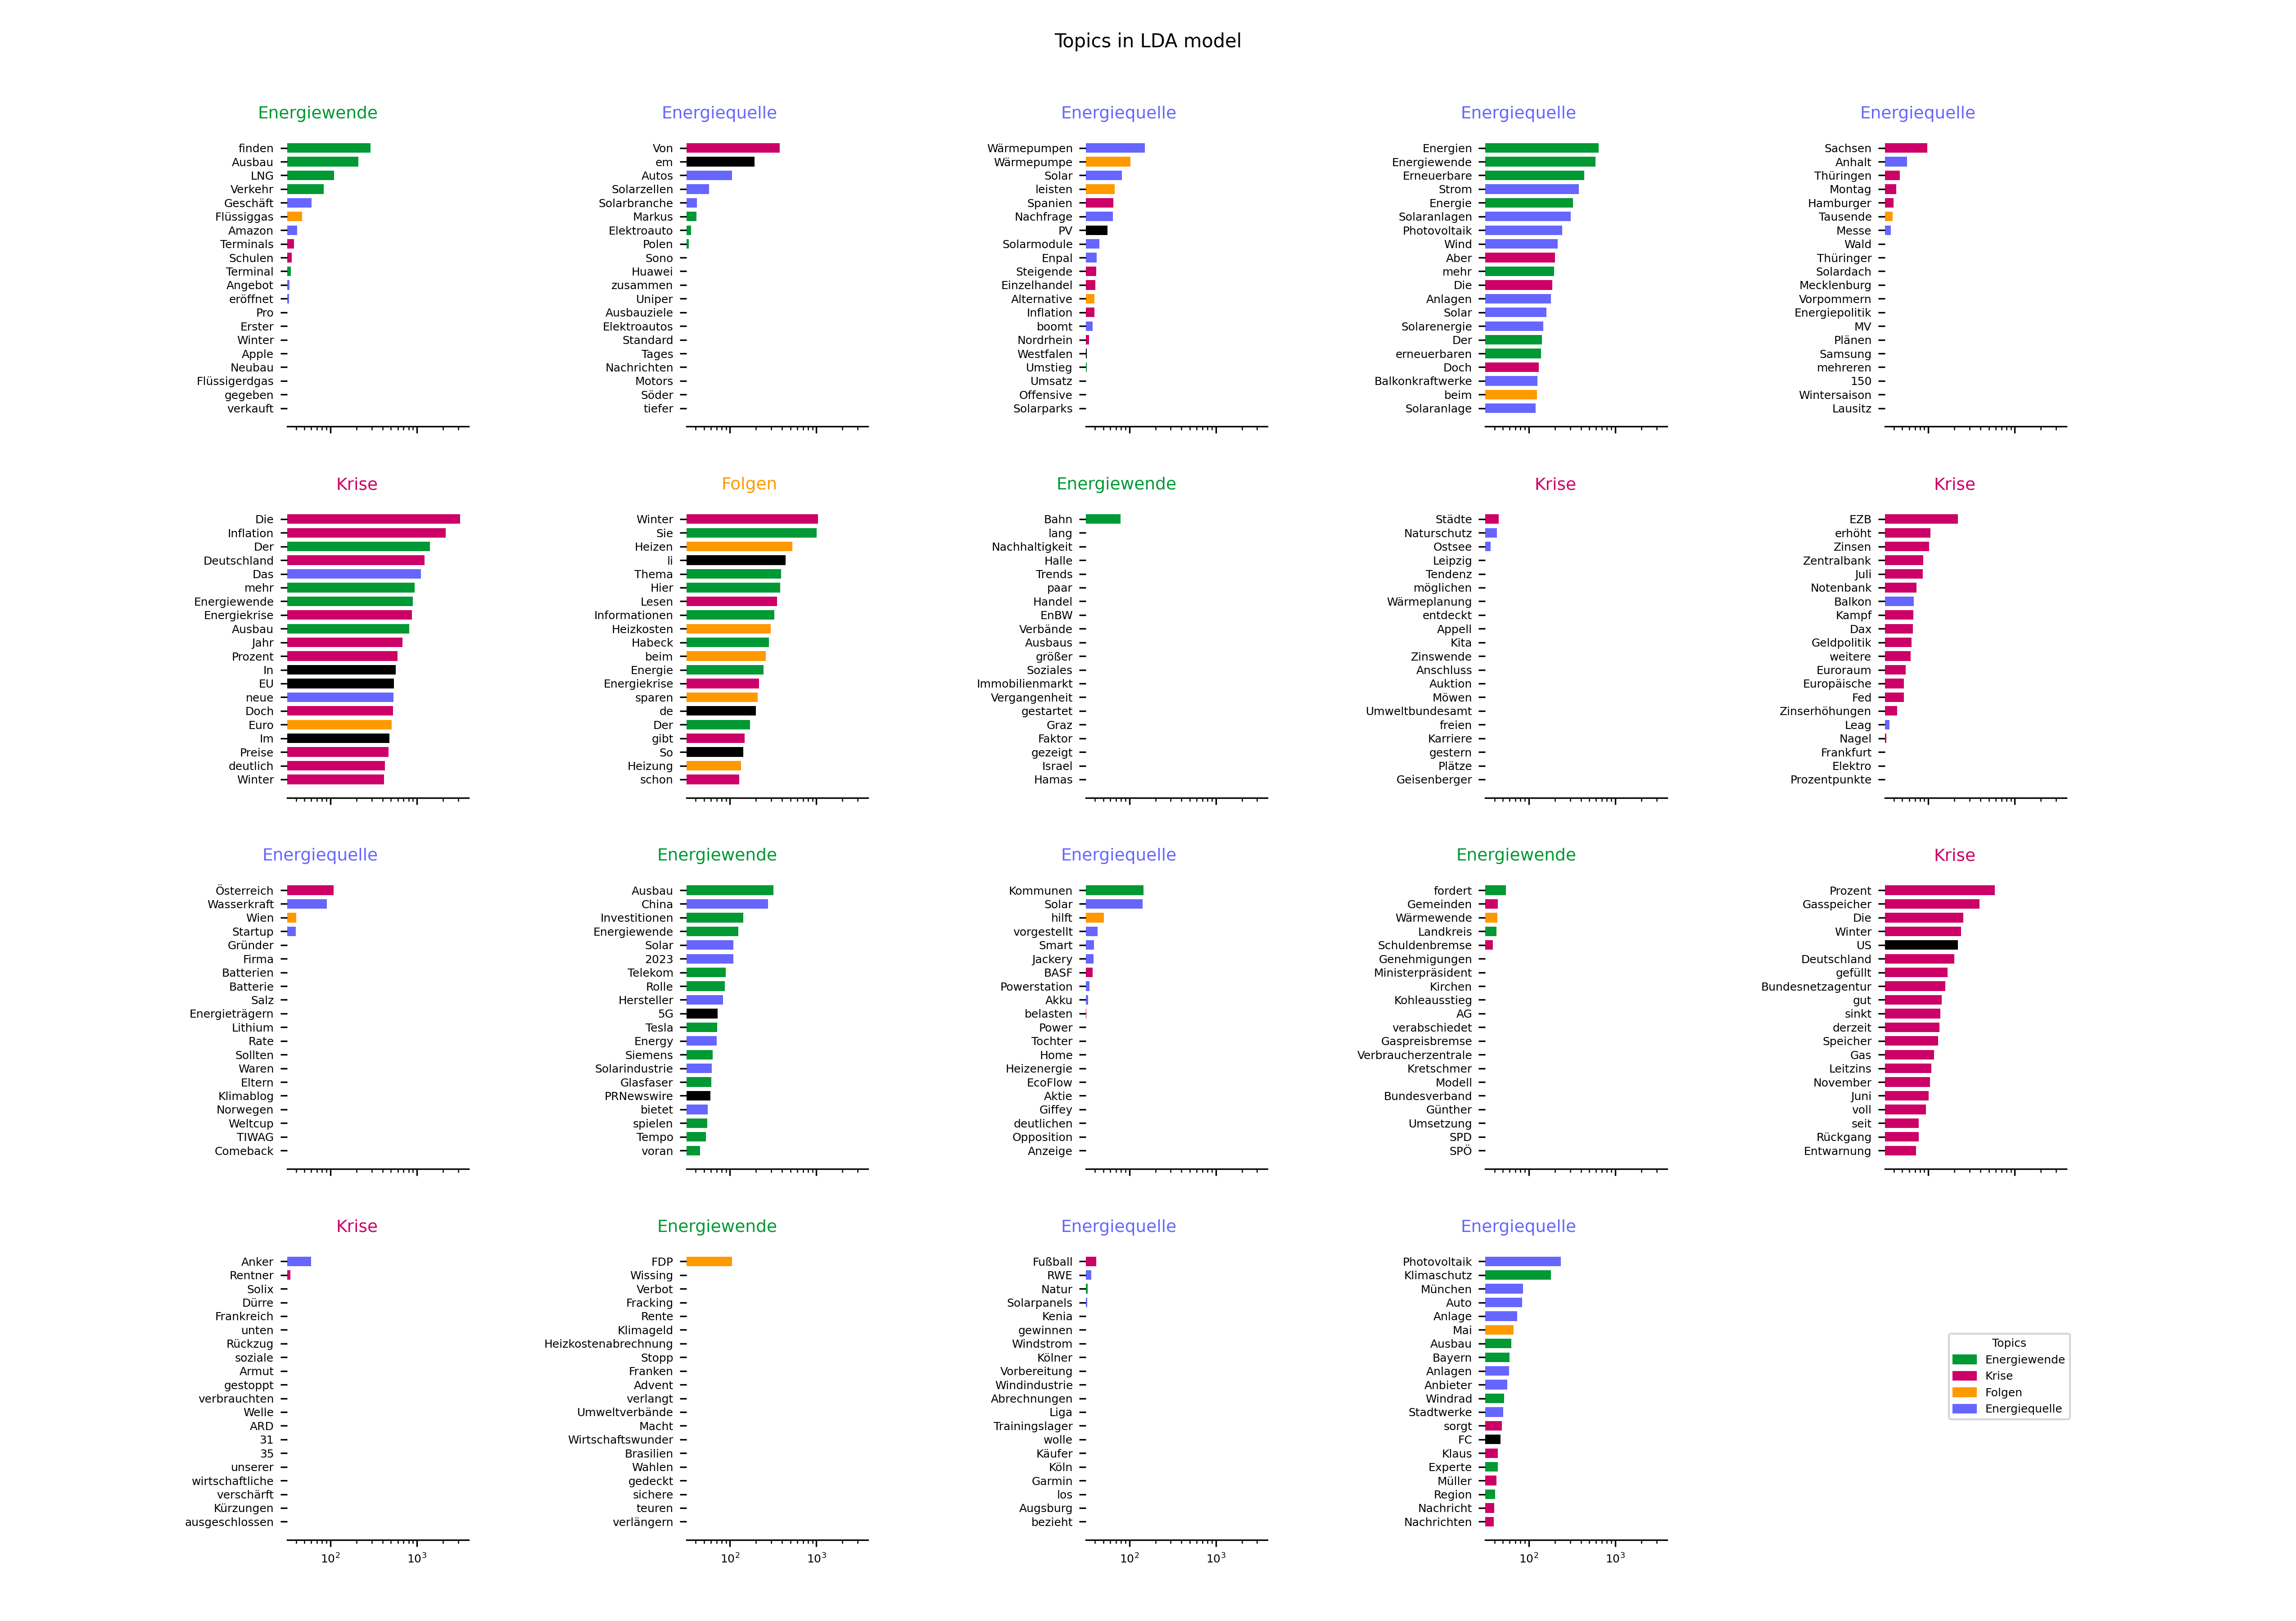 Topics in LDA model
Energiewende
finden
Ausbau
LNG
Verkehr
Geschäft
Flüssiggas
Amazon
Terminals
Schulen
Terminal
Angebot
eröffnet
Pro
Erster
Winter
Apple
Neubau
Flüssigerdgas
gegeben
verkauft
Energiequelle
Von
em
Autos
Solarzellen
Solarbranche
Markus
Elektroauto
Polen
Sono
Huawei
zusammen
Uniper
Ausbauziele
Elektroautos
Standard
Tages
Nachrichten
Motors
Söder
tiefer
Energiequelle
Wärmepumpen
Wärmepumpe
Solar
leisten
Spanien
Nachfrage
PV
Solarmodule
Enpal
Steigende
Einzelhandel
Alternative
Inflation
boomt
Nordrhein
Westfalen
Umstieg
Umsatz
Offensive
Solarparks
Energiequelle
Energien
Energiewende
Erneuerbare
Strom
Energie
Solaranlagen
Photovoltaik
Wind
Aber
mehr
Die
Anlagen
Solar
Solarenergie
Der
erneuerbaren
Doch
Balkonkraftwerke
beim
Solaranlage
Energiequelle
Sachsen
Anhalt
Thüringen
Montag
Hamburger
Tausende
Messe
Wald
Thüringer
Solardach
Mecklenburg
Vorpommern
Energiepolitik
MV
Plänen
Samsung
mehreren
150
Wintersaison
Lausitz
Krise
Die
Inflation
Der
Deutschland
Das
mehr
Energiewende
Energiekrise
Ausbau
Jahr
Prozent
In
EU
neue
Doch
Euro
Im
Preise
deutlich
Winter
Folgen
Winter
Sie
Heizen
li
Thema
Hier
Lesen
Informationen
Heizkosten
Habeck
beim
Energie
Energiekrise
sparen
de
Der
gibt
So
Heizung
schon
Energiewende
Bahn
lang
Nachhaltigkeit
Halle
Trends
paar
Handel
EnBW
Verbände
Ausbaus
größer
Soziales
Immobilienmarkt
Vergangenheit
gestartet
Graz
Faktor
gezeigt
Israel
Hamas
Krise
Städte
Naturschutz
Ostsee
Leipzig
Tendenz
möglichen
Wärmeplanung
entdeckt
Appell
Kita
Zinswende
Anschluss
Auktion
Möwen
Umweltbundesamt
freien
Karriere
gestern
Plätze
Geisenberger
Krise
EZB
erhöht
Zinsen
Zentralbank
Juli
Notenbank
Balkon
Kampf
Dax
Geldpolitik
weitere
Euroraum
Europäische
Fed
Zinserhöhungen
Leag
Nagel
Frankfurt
Elektro
Prozentpunkte
Energiequelle
Österreich
Wasserkraft
Wien
Startup
Gründer
Firma
Batterien
Batterie
Salz
Energieträgern
Lithium
Rate
Sollten
Waren
Eltern
Klimablog
Norwegen
Weltcup
TIWAG
Comeback
Energiewende
Ausbau
China
Investitionen
Energiewende
Solar
2023
Telekom
Rolle
Hersteller
5G
Tesla
Energy
Siemens
Solarindustrie
Glasfaser
PRNewswire
bietet
spielen
Tempo
voran
Energiequelle
Kommunen
Solar
hilft
vorgestellt
Smart
Jackery
BASF
Powerstation
Akku
belasten
Power
Tochter
Home
Heizenergie
EcoFlow
Aktie
Giffey
deutlichen
Opposition
Anzeige
Energiewende
fordert
Gemeinden
Wärmewende
Landkreis
Schuldenbremse
Genehmigungen
Ministerpräsident
Kirchen
Kohleausstieg
AG
verabschiedet
Gaspreisbremse
Verbraucherzentrale
Kretschmer
Modell
Bundesverband
Günther
Umsetzung
SPD
SPÖ
Krise
Prozent
Gasspeicher
Die
Winter
US
Deutschland
gefüllt
Bundesnetzagentur
gut
sinkt
derzeit
Speicher
Gas
Leitzins
November
Juni
voll
seit
Rückgang
Entwarnung
Krise
Anker
Rentner
Solix
Dürre
Frankreich
unten
Rückzug
soziale
Armut
gestoppt
verbrauchten
Welle
ARD
31
35
unserer
wirtschaftliche
verschärft
Kürzungen
ausgeschlossen
10² 10³
Energiewende
FDP
Wissing
Verbot
Fracking
Rente
Klimageld
Heizkostenabrechnung
Stopp
Franken
Advent
verlangt
Umweltverbände
Macht
Wirtschaftswunder
Brasilien
Wahlen
gedeckt
sichere
teuren
verlängern
10² 10³
Energiequelle
Fußball
RWE
Natur
Solarpanels
Kenia
gewinnen
Windstrom
Kölner
Vorbereitung
Windindustrie
Abrechnungen
Liga
Trainingslager
wolle
Käufer
Köln
Garmin
los
Augsburg
bezieht
10² 10³
Energiequelle
Photovoltaik
Klimaschutz
München
Auto
Anlage
Mai
Ausbau
Bayern
Anlagen
Anbieter
Windrad
Stadtwerke
sorgt
FC
Klaus
Experte
Müller
Region
Nachricht
Nachrichten
10² 10³
Topics
Energiewende
Krise
Folgen
Energiequelle